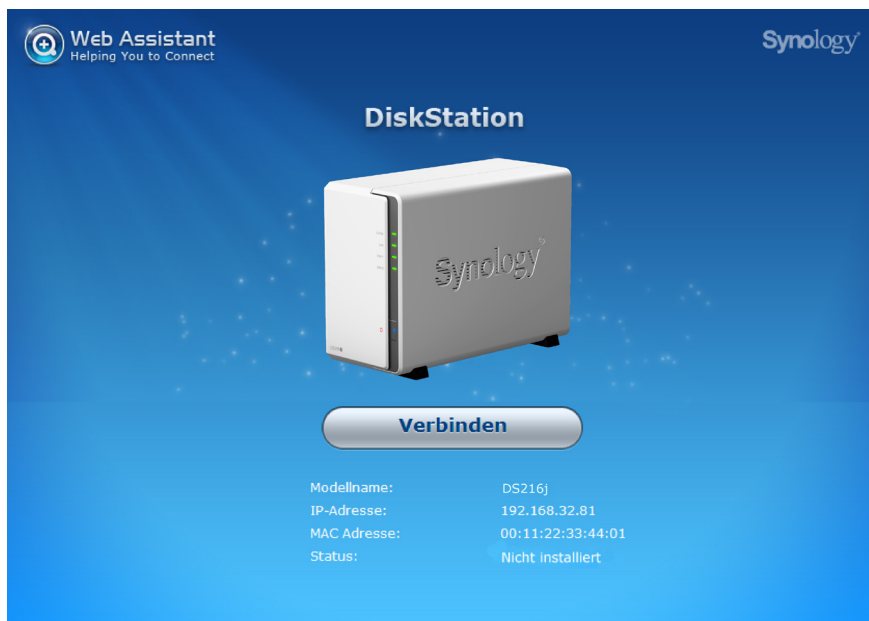 Web Assistant
Helping You to Connect
Synology
DiskStation
Synology
Verbinden
Modellname: DS216j
IP-Adresse: 192.168.32.81
MAC Adresse: 00:11:22:33:44:01
Status: Nicht installiert